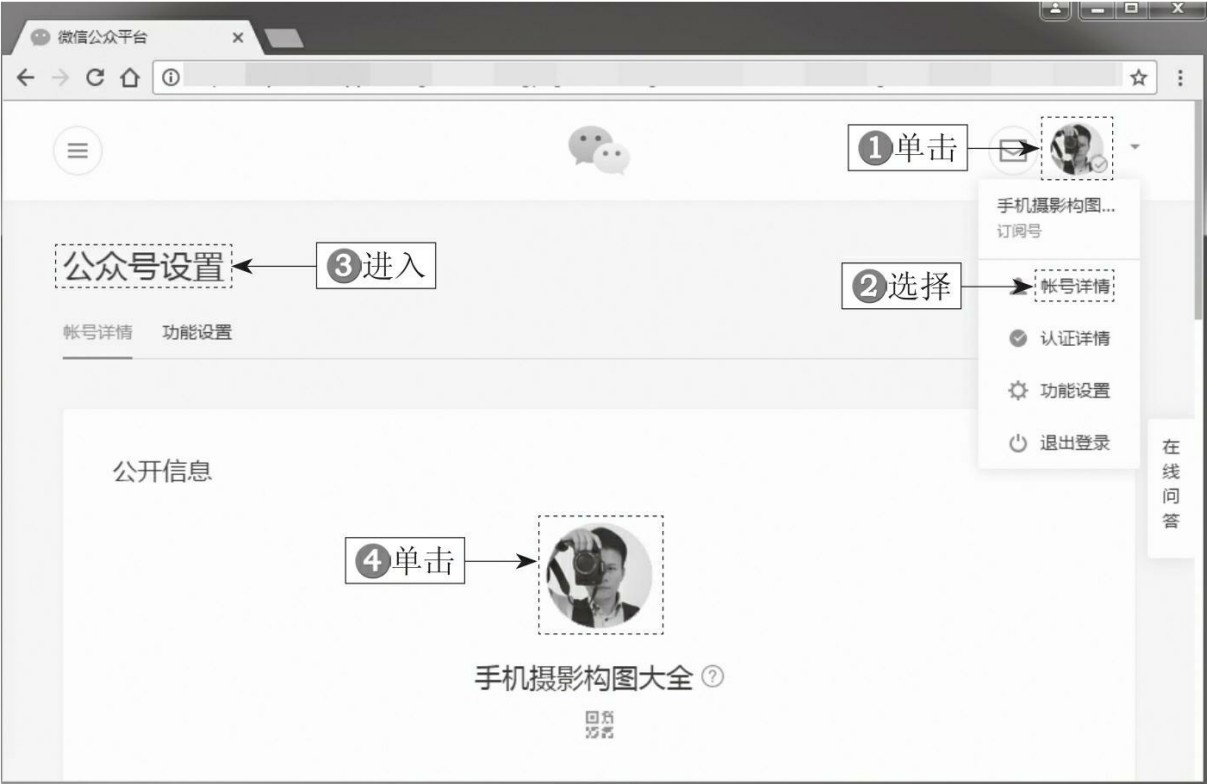 微信公众平台
❶单击
手机摄影构图...
订阅号
公众号设置
❸进入
❷选择
帐号详情
帐号详情 功能设置
认证详情
功能设置
退出登录
在线问答
公开信息
❹单击
手机摄影构图大全